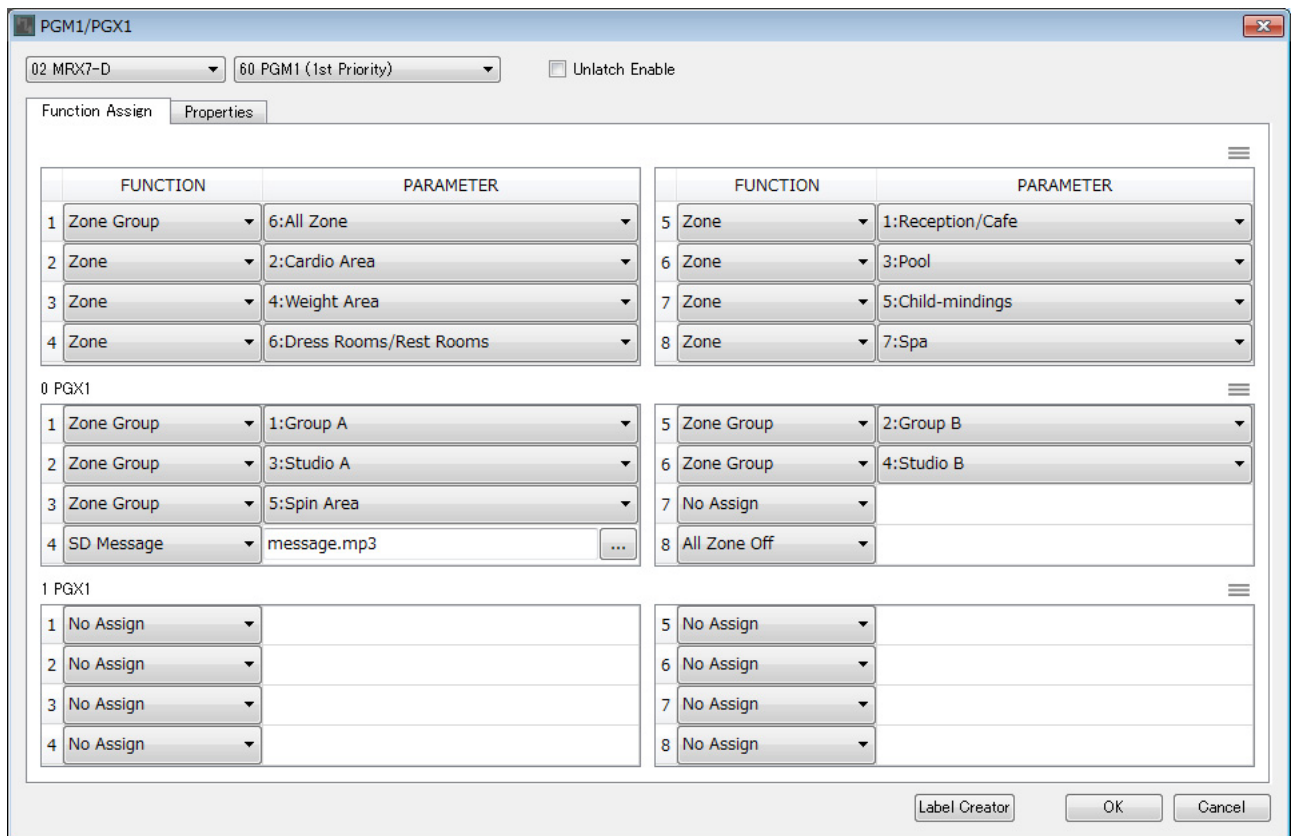 PGM1/PGX1
02 MRX7-D 60 PGM1 (1st Priority) Unlatch Enable
Function Assign Properties
FUNCTION PARAMETER FUNCTION PARAMETER
1 Zone Group 6:All Zone 5 Zone 1:Reception/Cafe
2 Zone 2:Cardio Area 6 Zone 3:Pool
3 Zone 4:Weight Area 7 Zone 5:Child-mindings
4 Zone 6:Dress Rooms/Rest Rooms 8 Zone 7:Spa
0 PGX1
1 Zone Group 1:Group A 5 Zone Group 2:Group B
2 Zone Group 3:Studio A 6 Zone Group 4:Studio B
3 Zone Group 5:Spin Area 7 No Assign
4 SD Message message.mp3 ... 8 All Zone Off
1 PGX1
1 No Assign 5 No Assign
2 No Assign 6 No Assign
3 No Assign 7 No Assign
4 No Assign 8 No Assign
Label Creator OK Cancel